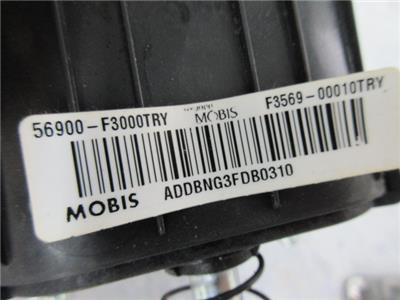 56900-F3000TRY MOBIS F3569-00010TRY
MOBIS ADDBNG3FDB0310